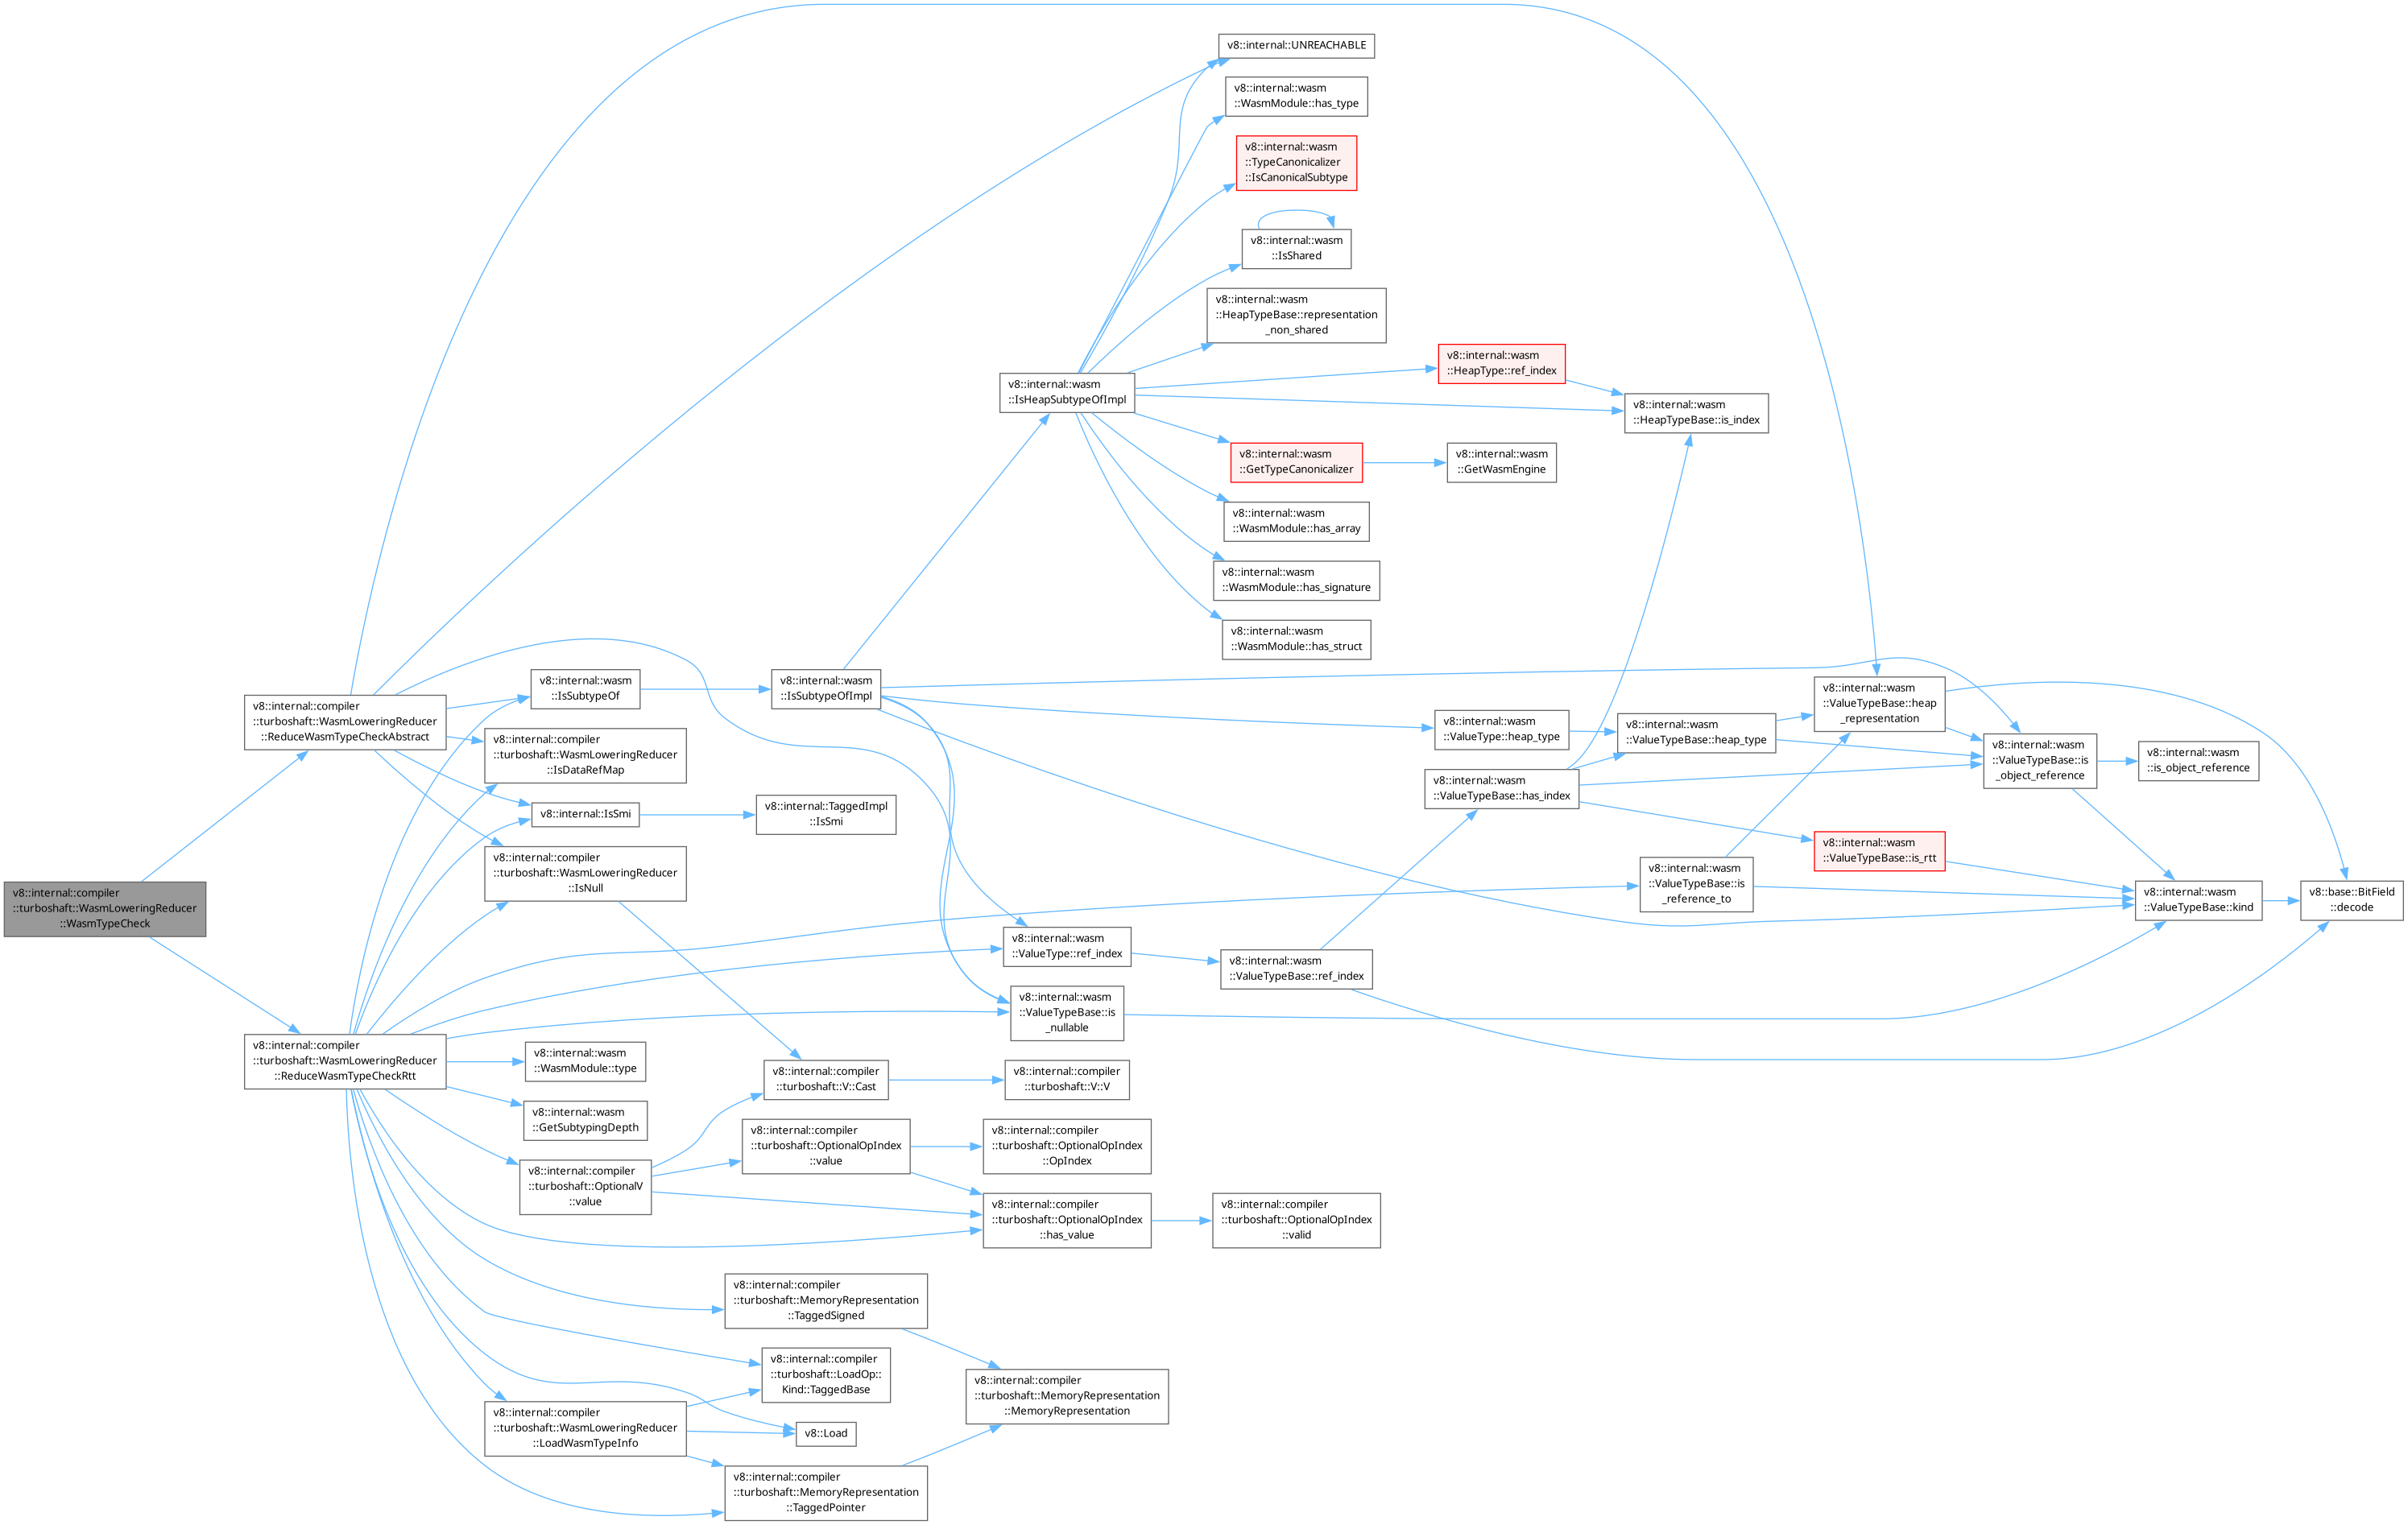 v8::internal::compiler
::turboshaft::WasmLoweringReducer
::WasmTypeCheck
v8::internal::compiler
::turboshaft::WasmLoweringReducer
::ReduceWasmTypeCheckAbstract
v8::internal::compiler
::turboshaft::WasmLoweringReducer
::ReduceWasmTypeCheckRtt
v8::internal::wasm
::IsSubtypeOf
v8::internal::compiler
::turboshaft::WasmLoweringReducer
::IsDataRefMap
v8::internal::IsSmi
v8::internal::compiler
::turboshaft::WasmLoweringReducer
::IsNull
v8::internal::wasm
::WasmModule::type
v8::internal::wasm
::GetSubtypingDepth
v8::internal::compiler
::turboshaft::OptionalV
::value
v8::internal::compiler
::turboshaft::WasmLoweringReducer
::LoadWasmTypeInfo
v8::internal::wasm
::IsSubtypeOfImpl
v8::internal::TaggedImpl
::IsSmi
v8::internal::compiler
::turboshaft::V::Cast
v8::internal::compiler
::turboshaft::OptionalOpIndex
::value
v8::internal::compiler
::turboshaft::MemoryRepresentation
::TaggedSigned
v8::internal::compiler
::turboshaft::LoadOp::
Kind::TaggedBase
v8::Load
v8::internal::compiler
::turboshaft::MemoryRepresentation
::TaggedPointer
v8::internal::wasm
::IsHeapSubtypeOfImpl
v8::internal::wasm
::ValueType::ref_index
v8::internal::wasm
::ValueTypeBase::is
_nullable
v8::internal::compiler
::turboshaft::V::V
v8::internal::compiler
::turboshaft::OptionalOpIndex
::OpIndex
v8::internal::compiler
::turboshaft::OptionalOpIndex
::has_value
v8::internal::compiler
::turboshaft::MemoryRepresentation
::MemoryRepresentation
v8::internal::UNREACHABLE
v8::internal::wasm
::WasmModule::has_type
v8::internal::wasm
::TypeCanonicalizer
::IsCanonicalSubtype
v8::internal::wasm
::IsShared
v8::internal::wasm
::HeapTypeBase::representation
_non_shared
v8::internal::wasm
::GetTypeCanonicalizer
v8::internal::wasm
::WasmModule::has_array
v8::internal::wasm
::WasmModule::has_signature
v8::internal::wasm
::WasmModule::has_struct
v8::internal::wasm
::ValueTypeBase::ref_index
v8::internal::compiler
::turboshaft::OptionalOpIndex
::valid
v8::internal::wasm
::HeapType::ref_index
v8::internal::wasm
::GetWasmEngine
v8::internal::wasm
::ValueType::heap_type
v8::internal::wasm
::ValueTypeBase::has_index
v8::internal::wasm
::HeapTypeBase::is_index
v8::internal::wasm
::ValueTypeBase::heap_type
v8::internal::wasm
::ValueTypeBase::is
_reference_to
v8::internal::wasm
::ValueTypeBase::heap
_representation
v8::internal::wasm
::ValueTypeBase::is_rtt
v8::internal::wasm
::ValueTypeBase::is
_object_reference
v8::internal::wasm
::is_object_reference
v8::internal::wasm
::ValueTypeBase::kind
v8::base::BitField
::decode